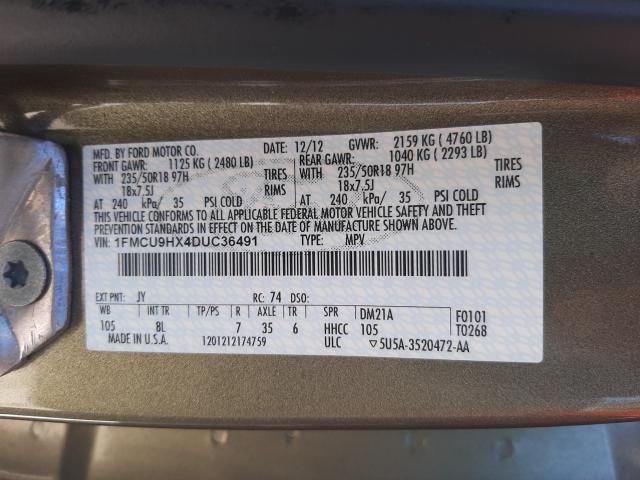 MFD. BY FORD MOTOR CO. 12/12 GVWR: 2159 KG ( 4760 LB)
FRONT GAWR: 1125 KG ( 2480 LB) REAR GAWR: 1040 KG ( 2293 LB)
WITH 235/50R18 97H TIRES WITH 235/50R18 97H TIRES
18x7.5J RIMS 18x7.5J RIMS
AT 240 kPa/ 35 PSI COLD AT 240 kPa/ 35 PSI COLD
THIS VEHICLE CONFORMS TO ALL APPLICABLE FEDERAL MOTOR VEHICLE SAFETY AND THEFT
PREVENTION STANDARDS IN EFFECT ON THE DATE OF MANUFACTURE SHOWN ABOVE.
VIN: 1FMCU9HX4DUC36491 TYPE: MPV
EXT PNT: JY RC: 74 DSO:
WB INT TR TP/PS R AXLE TR SPR DM21A F0101
105 8L 7 35 6 HHCC 105 T0268
MADE IN U.S.A. 1201212174759 ULC ▽5U5A-3520472-AA